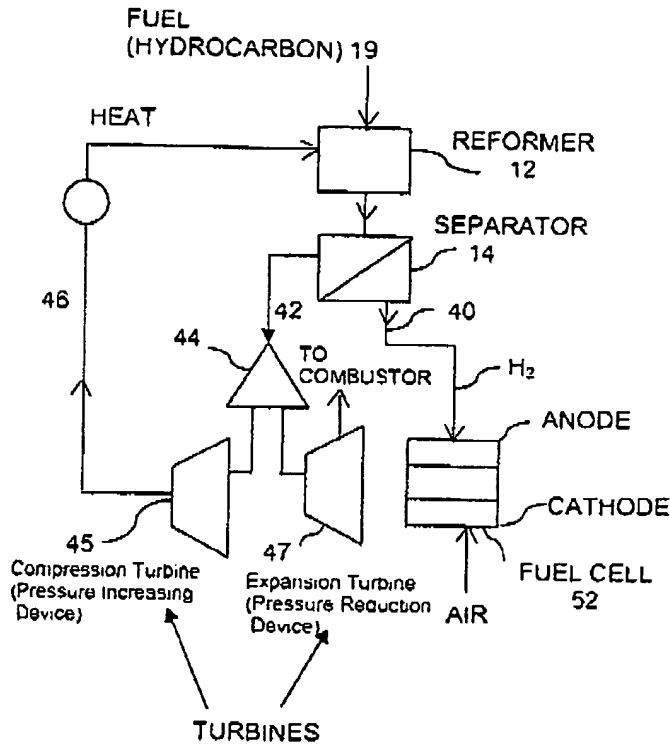 FUEL
(HYDROCARBON) 19
HEAT
REFORMER
12
SEPARATOR
14
46
42
40
44
TO
COMBUSTOR
H₂
ANODE
CATHODE
45
47
Compression Turbine
(Pressure Increasing
Device)
Expansion Turbine
(Pressure Reduction
Device)
AIR
FUEL CELL
52
TURBINES